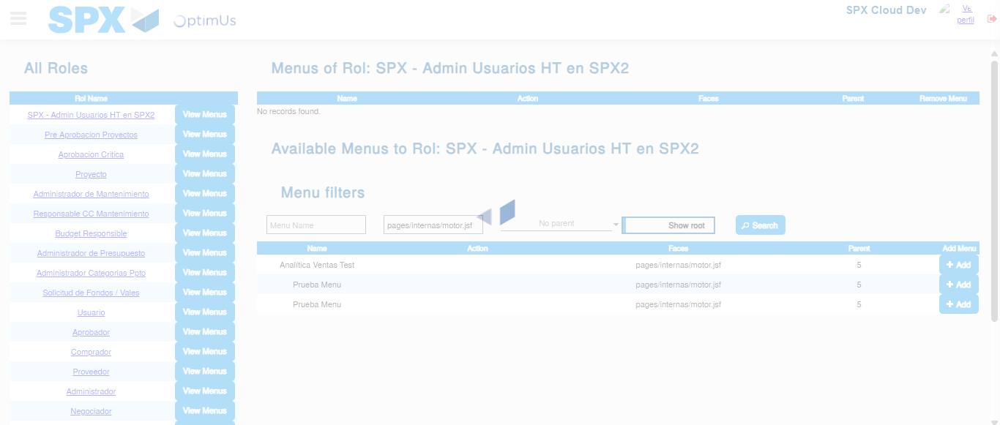 SPX OptimUs
SPX Cloud Dev
perfil
All Roles
Rol Name
SPX - Admin Usuarios HT en SPX2 View Menus
Pre Aprobacion Proyectos View Menus
Aprobacion Critica View Menus
Proyecto View Menus
Administrador de Mantenimiento View Menus
Responsable CC Mantenimiento View Menus
Budget Responsible View Menus
Administrador de Presupuesto View Menus
Administrador Categorias Ppto View Menus
Solicitud de Fondos / Vales View Menus
Usuario View Menus
Aprobador View Menus
Comprador View Menus
Proveedor View Menus
Administrador View Menus
Negociador View Menus
Menus of Rol: SPX - Admin Usuarios HT en SPX2
Name Action Faces Parent Remove Menu
No records found.
Available Menus to Rol: SPX - Admin Usuarios HT en SPX2
Menu filters
Menu Name pages/internas/motor.jsf No parent Show root Search
Name Action Faces Parent Add Menu
Analítica Ventas Test pages/internas/motor.jsf 5 Add
Prueba Menu pages/internas/motor.jsf 5 Add
Prueba Menu pages/internas/motor.jsf 5 Add